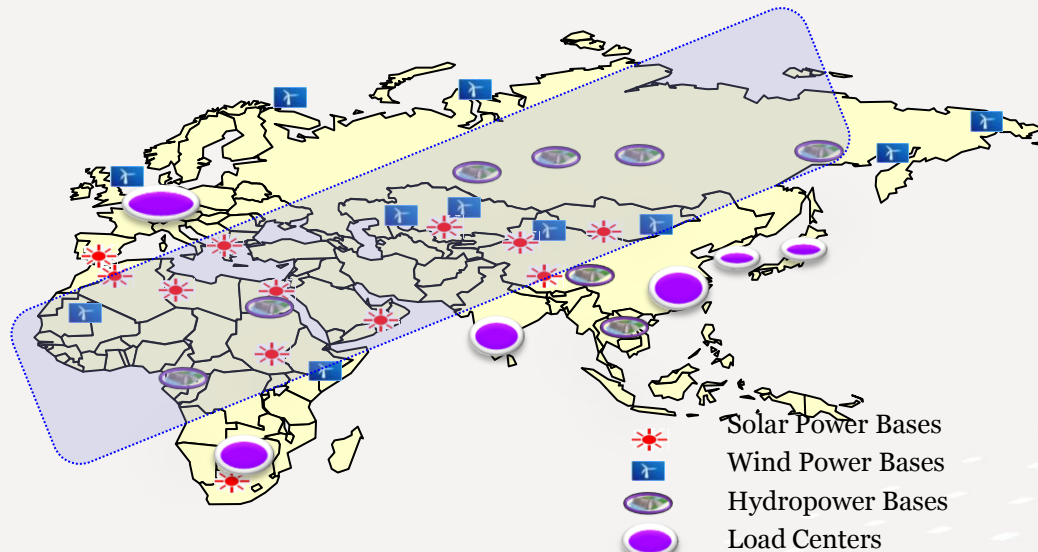 Solar Power Bases
Wind Power Bases
Hydropower Bases
Load Centers